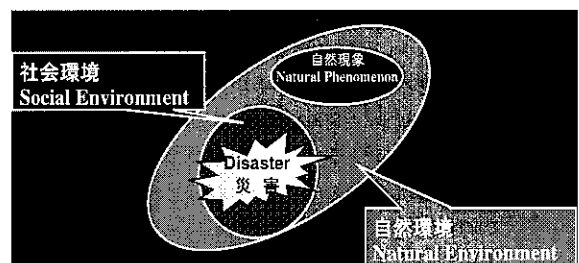 自然現象
Natural Phenomenon
社会環境
Social Environment
Disaster
災 害
自然環境
Natural Environment